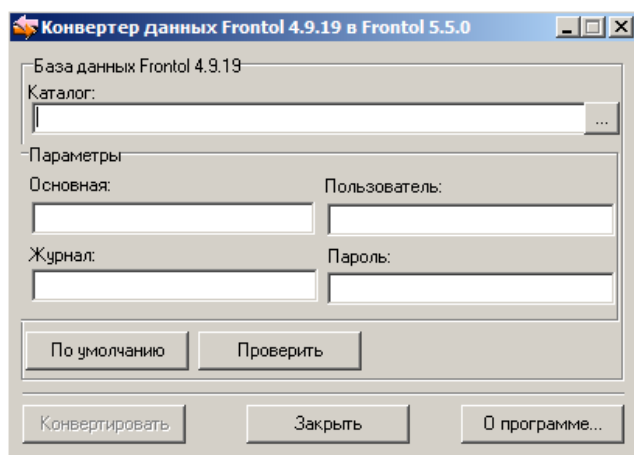 Конвертер данных Frontol 4.9.19 в Frontol 5.5.0
База данных Frontol 4.9.19
Каталог:
...
Параметры
Основная:
Пользователь:
Журнал:
Пароль:
По умолчанию
Проверить
Конвертировать
Закрыть
О программе...